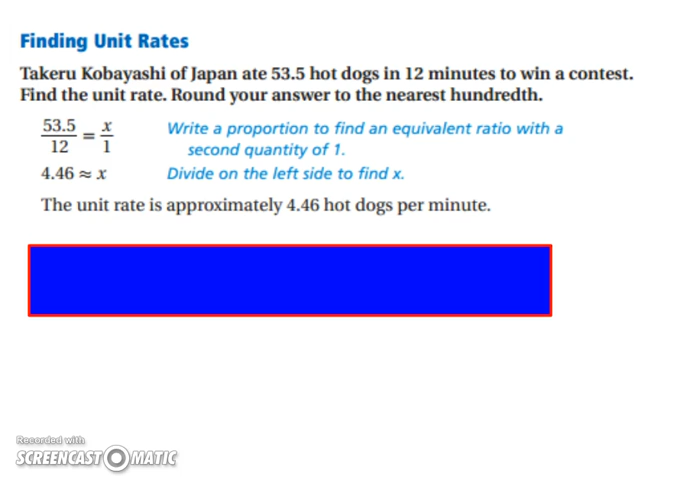 Finding Unit Rates
Takeru Kobayashi of Japan ate 53.5 hot dogs in 12 minutes to win a contest.
Find the unit rate. Round your answer to the nearest hundredth.
53.5/12 = x/1 Write a proportion to find an equivalent ratio with a
second quantity of 1.
4.46 ≈ x Divide on the left side to find x.
The unit rate is approximately 4.46 hot dogs per minute.
Recorded with
SCREENCAST O MATIC